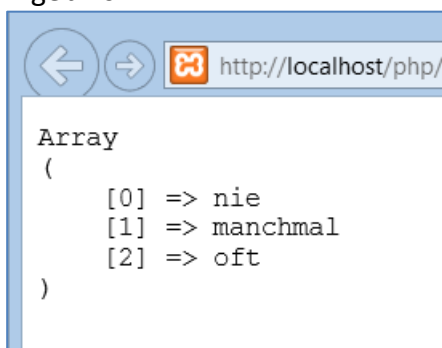 http://localhost/php/
Array
(
[0] => nie
[1] => manchmal
[2] => oft
)